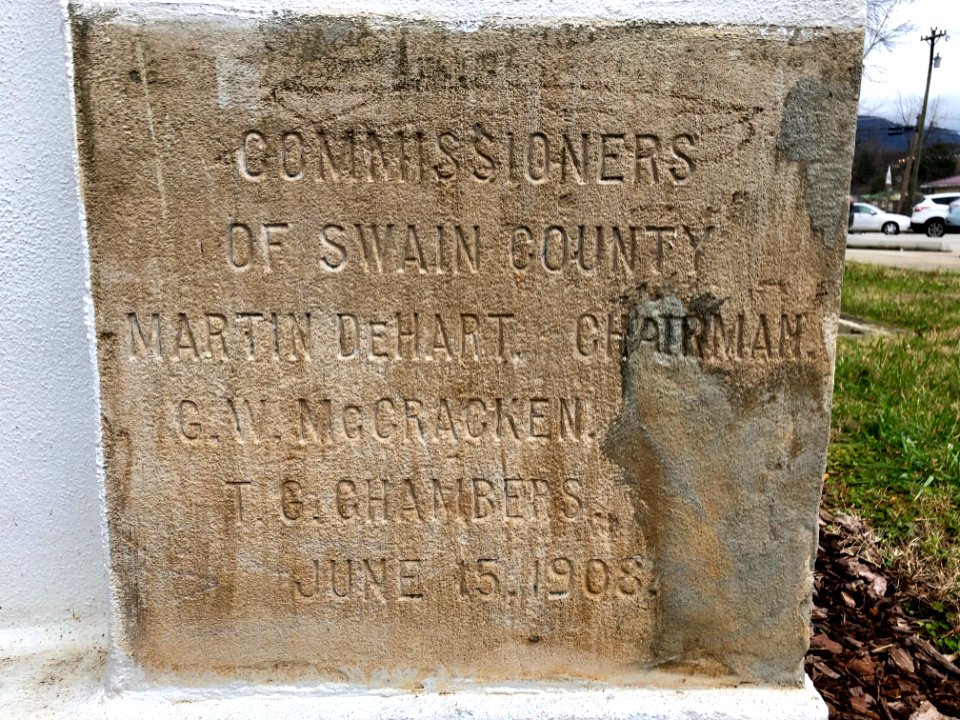 COMMISSIONERS
OF SWAIN COUNTY
MARTIN DEHART. CHAIRMAN.
G. W. MCCRACKEN.
T. G. CHAMBERS.
JUNE 15. 1908.